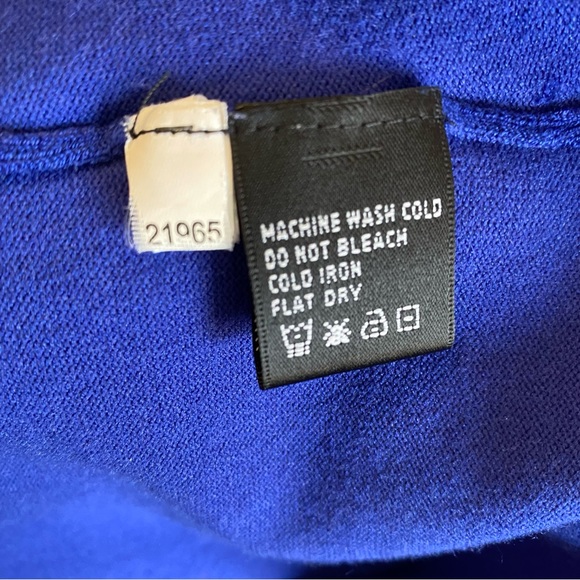 21965
MACHINE WASH COLD
DO NOT BLEACH
COLD IRON
FLAT DRY